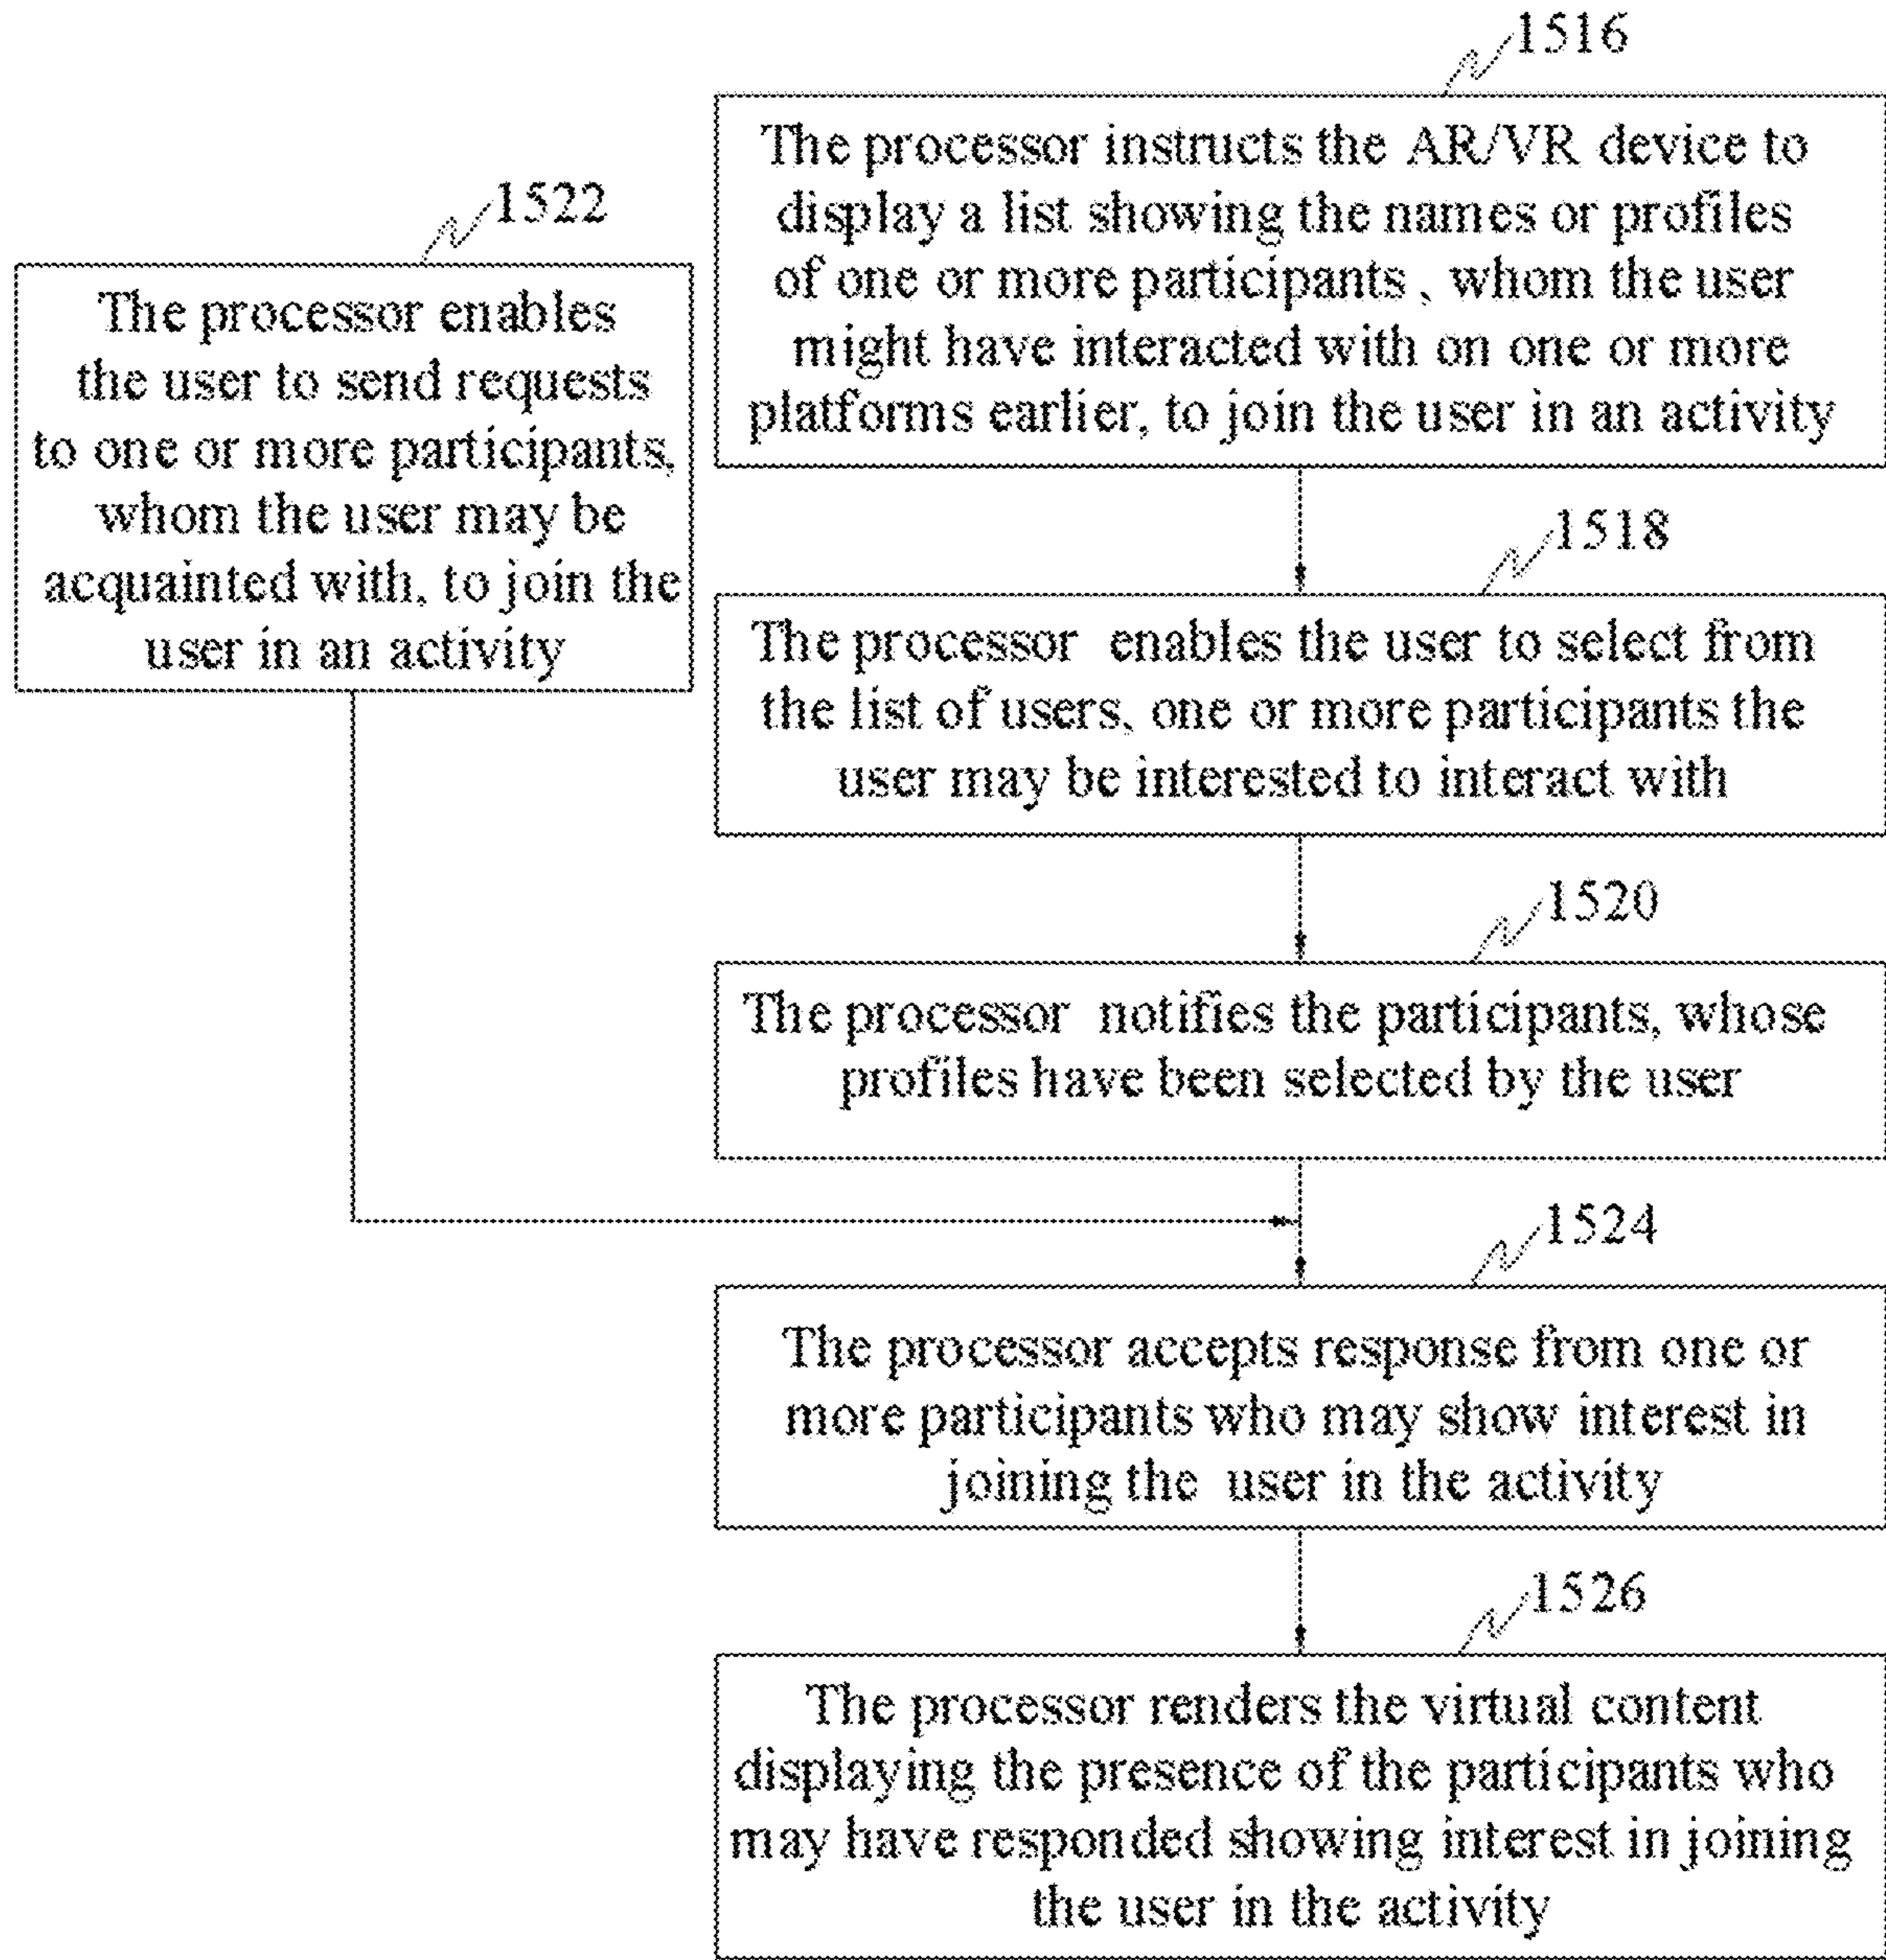 1516
The processor instructs the AR/VR device to
display a list showing the names or profiles
of one or more participants, whom the user
might have interacted with on one or more
platforms earlier, to join the user in an activity
1522
The processor enables
the user to send requests
to one or more participants,
whom the user may be
acquainted with, to join the
user in an activity
1518
The processor enables the user to select from
the list of users, one or more participants the
user may be interested to interact with
1520
The processor notifies the participants, whose
profiles have been selected by the user
1524
The processor accepts response from one or
more participants who may show interest in
joining the user in the activity
1526
The processor renders the virtual content
displaying the presence of the participants who
may have responded showing interest in joining
the user in the activity